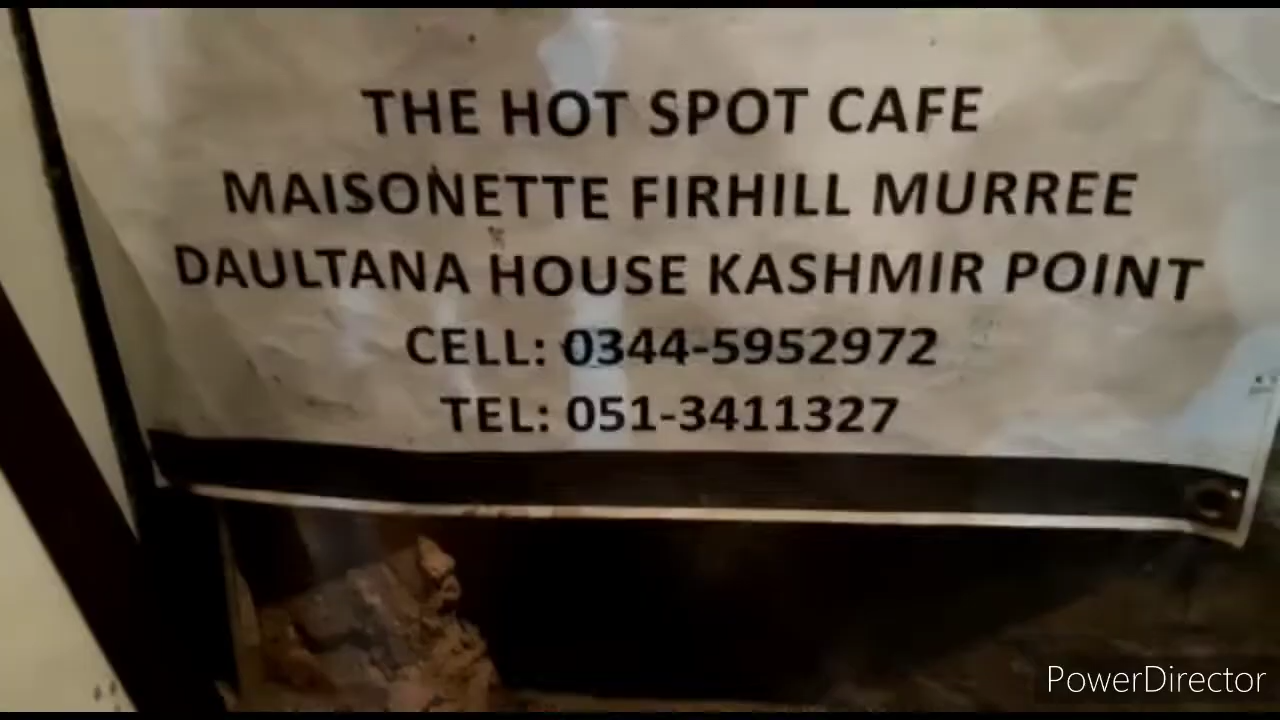 THE HOT SPOT CAFE
MAISONETTE FIRHILL MURREE
DAULTANA HOUSE KASHMIR POINT
CELL: 0344-5952972
TEL: 051-3411327
PowerDirector